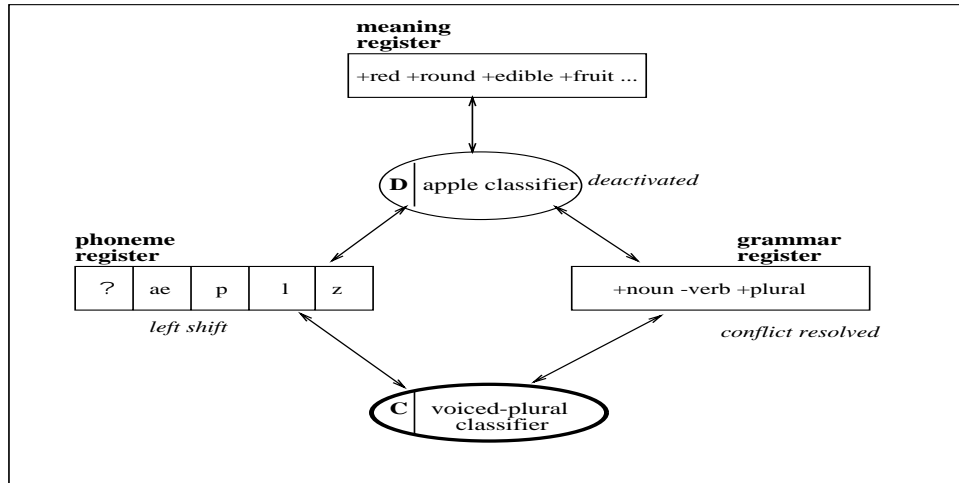 meaning
register
+red +round +edible +fruit ...
D
apple classifier
deactivated
phoneme
register
? ae p l z
left shift
grammar
register
+noun -verb +plural
conflict resolved
C
voiced-plural
classifier